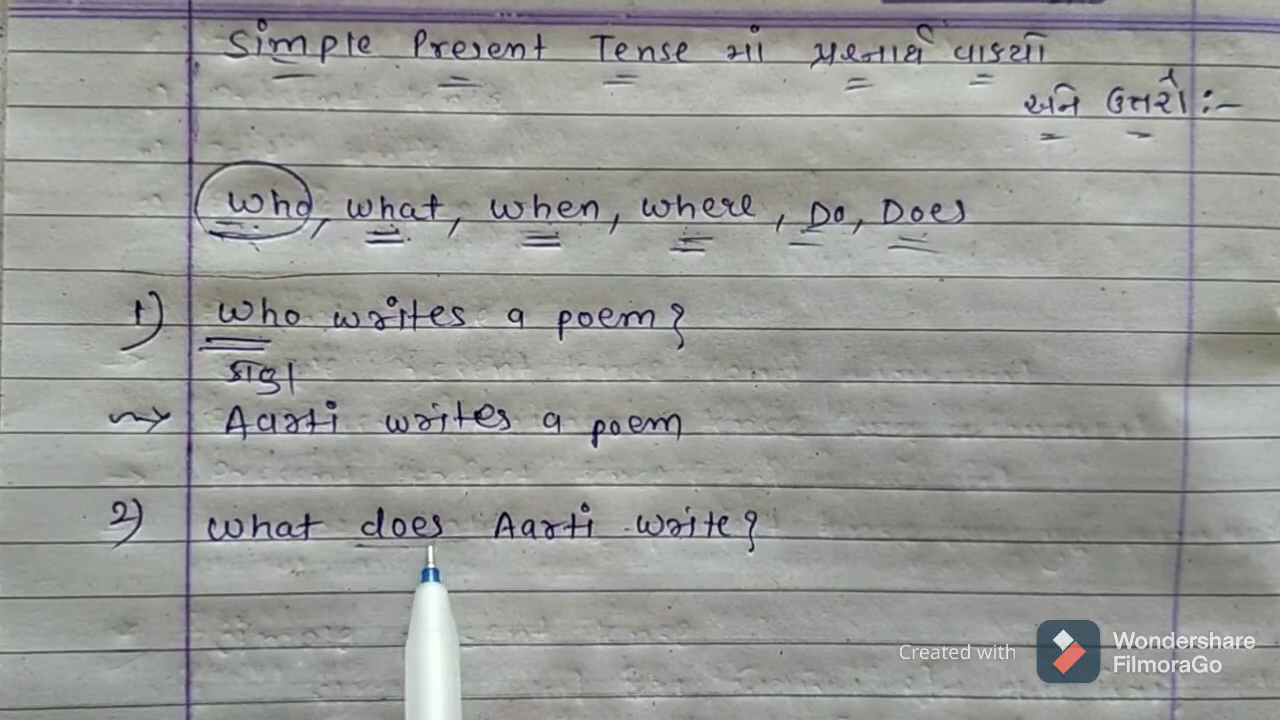 Simple Present Tense માં પ્રશ્નાર્થ વાક્યો
અને ઉત્તરો :-
Who, what, when, where, Do, Does
1) Who writes a poem?
કોણ
Aarti writes a poem
2) What does Aarti write?
Created with Wondershare FilmoraGo